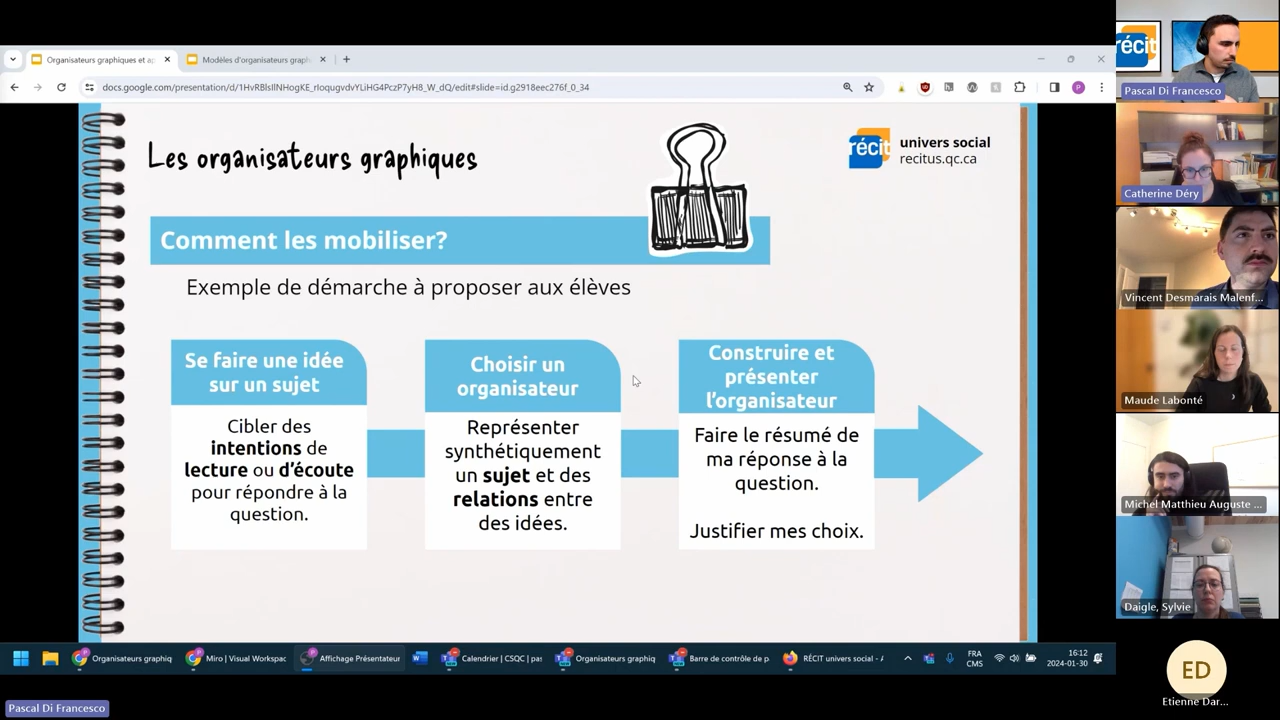 Organisateurs graphiques et a
Modèles d'organisateurs graph
docs.google.com/presentation/d/1HvRBlsIlNHogKE_rIoqugvdvYLiHG4PczP7yH8_W_dQ/edit#slide=id.g2918eec276f_0_34
Les organisateurs graphiques
récit
univers social
recitus.qc.ca
Comment les mobiliser?
Exemple de démarche à proposer aux élèves
Se faire une idée
sur un sujet
Cibler des
intentions de
lecture ou d'écoute
pour répondre à la
question.
Choisir un
organisateur
Représenter
synthétiquement
un sujet et des
relations entre
des idées.
Construire et
présenter
l'organisateur
Faire le résumé de
ma réponse à la
question.
Justifier mes choix.
Organisateurs graphiq
Miro | Visual Workspac
Affichage Présentateur
Calendrier | CSQC | pa
Organisateurs graphiq
Barre de contrôle de p
RÉCIT univers social - A
FRA
CMS
16:12
2024-01-30
Pascal Di Francesco
récit
Pascal Di Francesco
Catherine Déry
Vincent Desmarais Malenf...
Maude Labonté
Michel Matthieu Auguste ...
Daigle, Sylvie
ED
Etienne Dar...